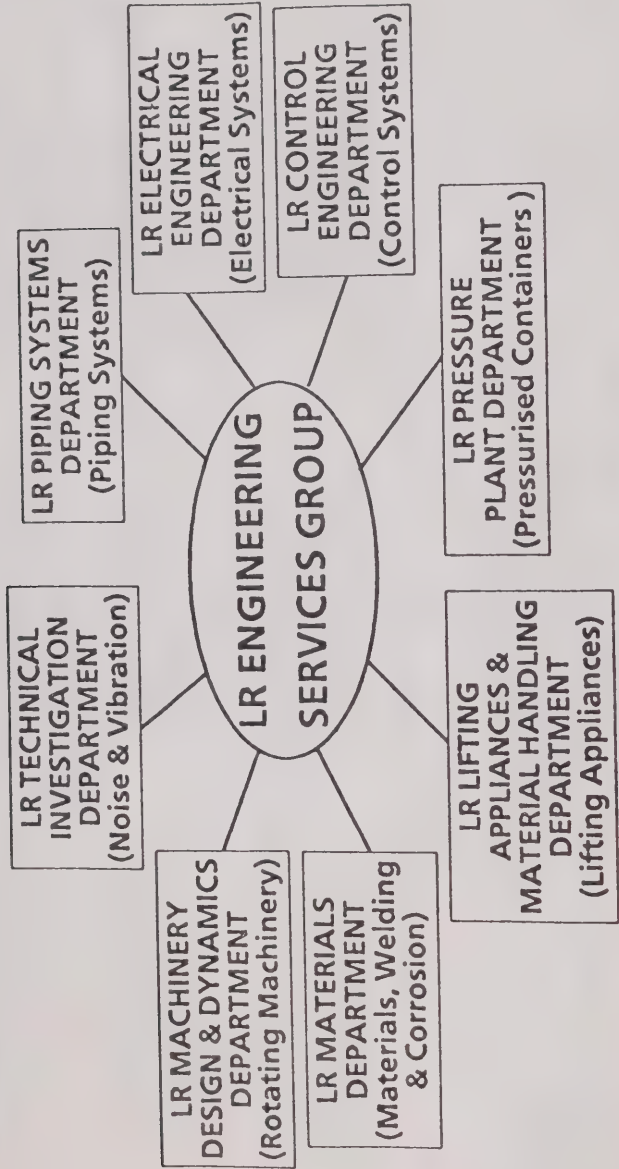 LR PIPING SYSTEMS
DEPARTMENT
(Piping Systems)
LR ELECTRICAL
ENGINEERING
DEPARTMENT
(Electrical Systems)
LR CONTROL
ENGINEERING
DEPARTMENT
(Control Systems)
LR PRESSURE
PLANT DEPARTMENT
(Pressurised Containers)
LR LIFTING
APPLIANCES &
MATERIAL HANDLING
DEPARTMENT
(Lifting Appliances)
LR MATERIALS
DEPARTMENT
(Materials, Welding
& Corrosion)
LR MACHINERY
DESIGN & DYNAMICS
DEPARTMENT
(Rotating Machinery)
LR TECHNICAL
INVESTIGATION
DEPARTMENT
(Noise & Vibration)
LR ENGINEERING
SERVICES GROUP